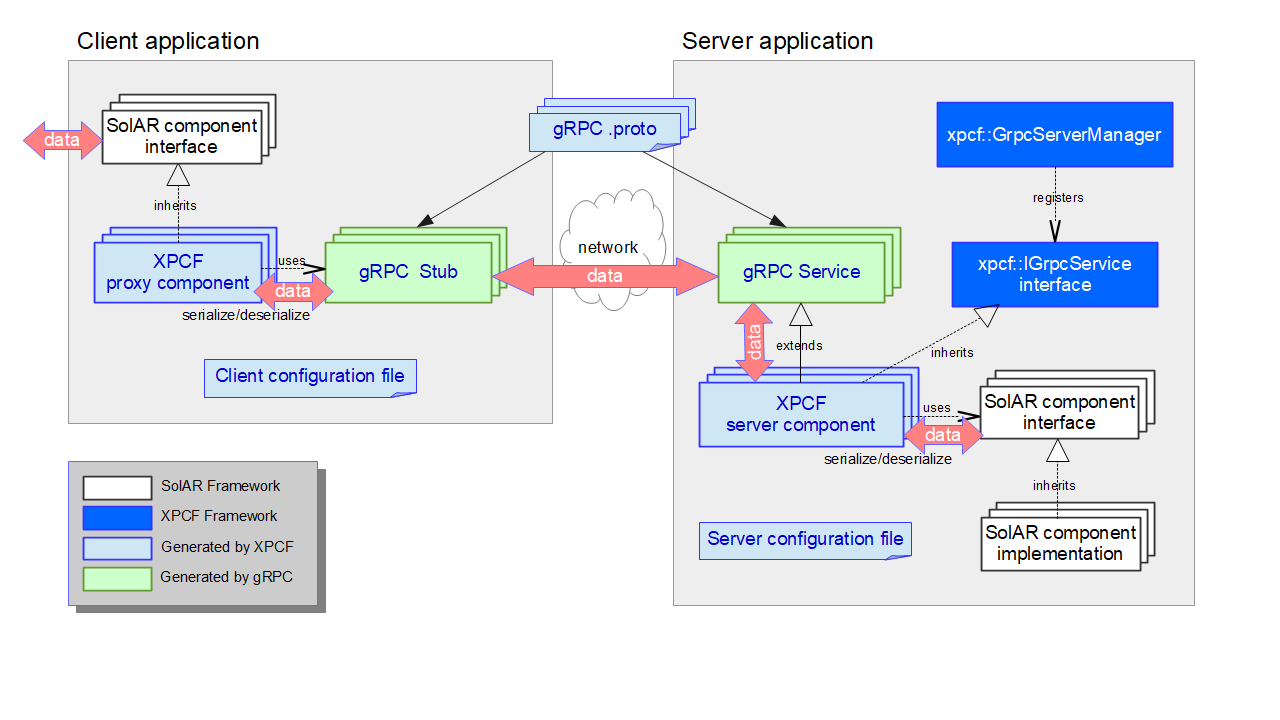 Client application
Server application
SolAR component
interface
data
inherits
XPCF
proxy component
uses
data
serialize/deserialize
gRPC Stub
Client configuration file
gRPC .proto
network
data
gRPC Service
data
extends
XPCF
server component
xpcf::GrpcServerManager
registers
xpcf::IGrpcService
interface
inherits
uses
data
serialize/deserialize
SolAR component
interface
inherits
SolAR component
implementation
Server configuration file
SolAR Framework
XPCF Framework
Generated by XPCF
Generated by gRPC